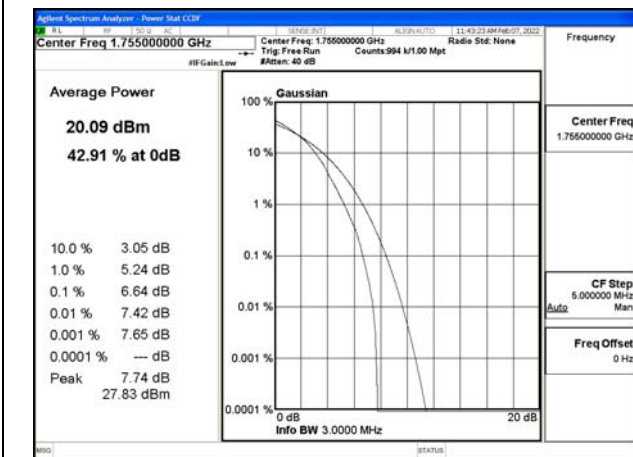 Agilent Spectrum Analyzer - Power Stat CCDF
RL RF 50 Ω AC SENSE:INT ALIGN AUTO 11:43:23 AM Feb 07, 2022
Center Freq 1.755000000 GHz
Center Freq: 1.755000000 GHz Radio Std: None
Trig: Free Run Counts:994 k/1.00 Mpt
#IFGain:Low #Atten: 40 dB
Frequency
Average Power
20.09 dBm
42.91 % at 0dB
10.0 % 3.05 dB
1.0 % 5.24 dB
0.1 % 6.64 dB
0.01 % 7.42 dB
0.001 % 7.65 dB
0.0001 % --- dB
Peak 7.74 dB
27.83 dBm
Gaussian
100 %
10 %
1 %
0.1 %
0.01 %
0.001 %
0.0001 %
0 dB 20 dB
Info BW 3.0000 MHz
Center Freq
1.755000000 GHz
CF Step
5.000000 MHz
Auto Man
Freq Offset
0 Hz
MSG STATUS